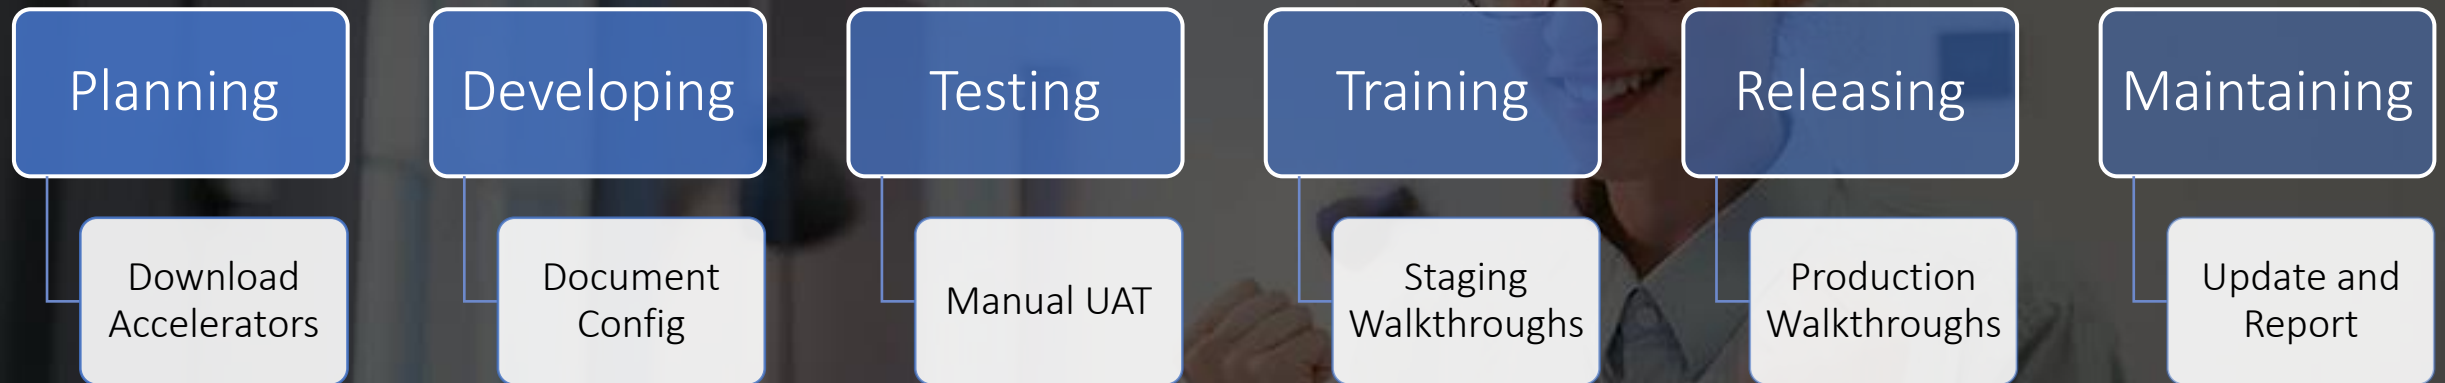 Planning
Developing
Testing
Training
Releasing
Maintaining
Download
Accelerators
Document
Config
Manual UAT
Staging
Walkthroughs
Production
Walkthroughs
Update and
Report